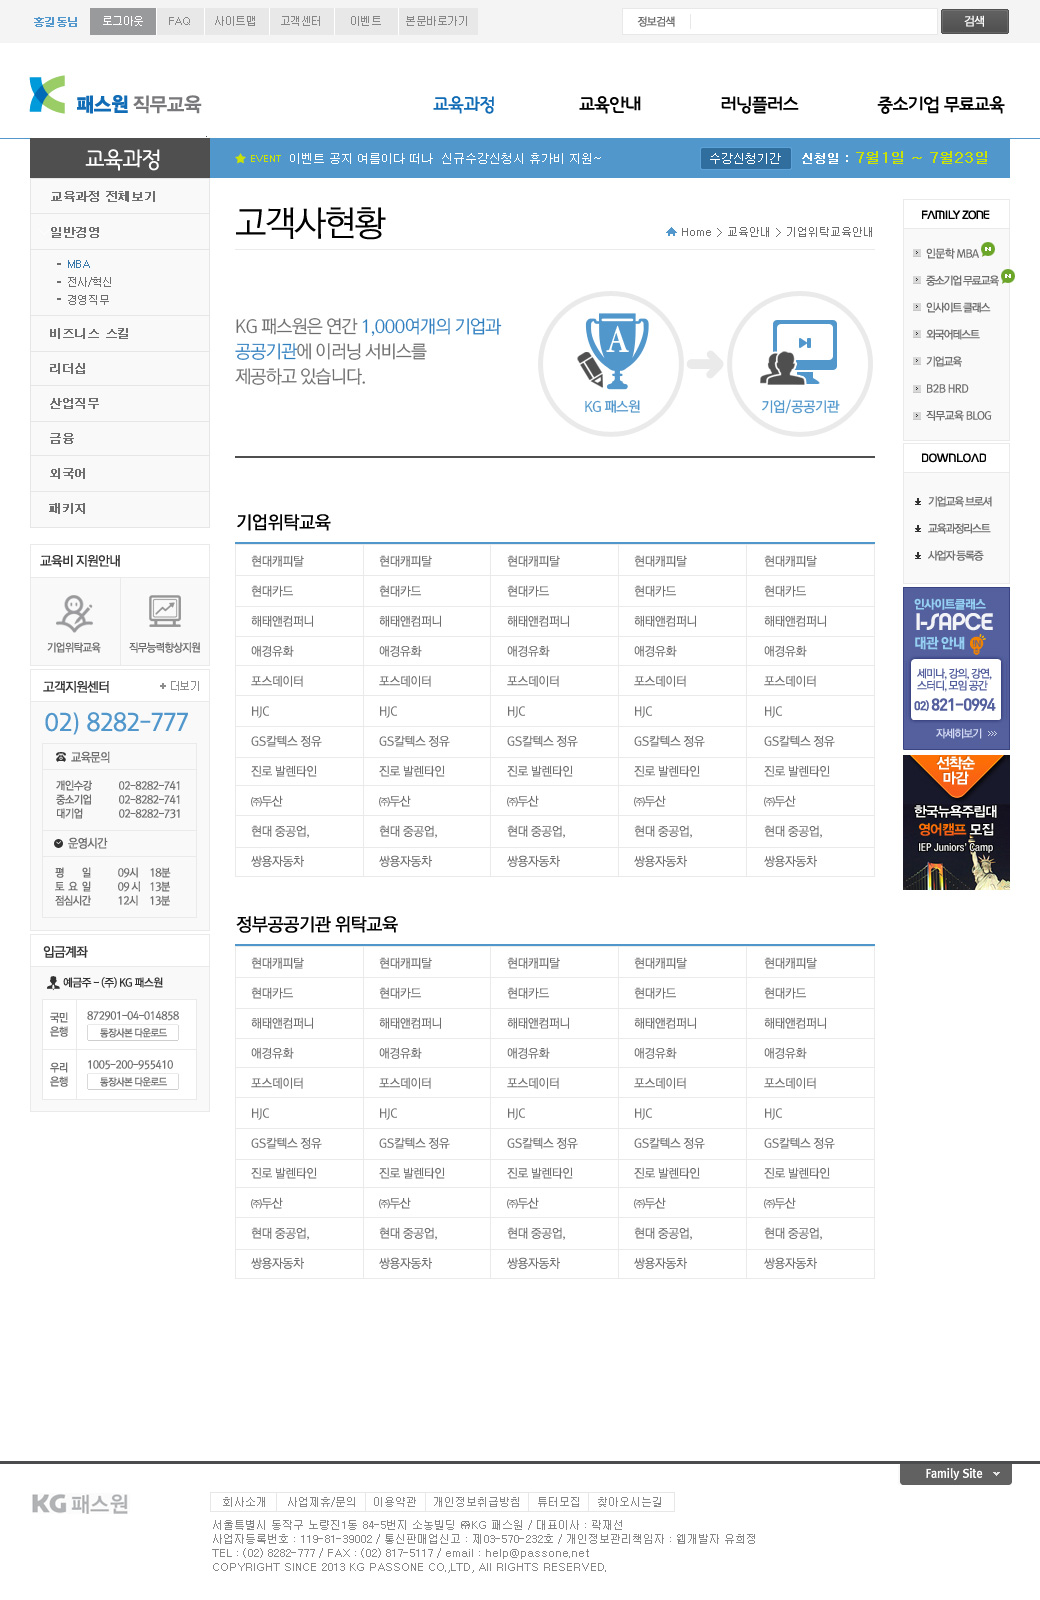 홍길동님 로그아웃 FAQ 사이트맵 고객센터 이벤트 본문바로가기 정보검색 검색
패스원 직무교육 교육과정 교육안내 러닝플러스 중소기업 무료교육
교육과정 EVENT 이벤트 공지 여름이다 떠나 신규수강신청시 휴가비 지원~ 수강신청기간 신청일 : 7월1일 ~ 7월23일
교육과정 전체보기
일반경영
- MBA
- 전사/혁신
- 경영직무
비즈니스 스킬
리더십
산업직무
금융
외국어
패키지
교육비 지원안내
기업위탁교육 직무능력향상지원
고객지원센터 + 더보기
02) 8282-777
교육문의
개인수강 02-8282-741
중소기업 02-8282-741
대기업 02-8282-731
운영시간
평 일 09시 18분
토 요 일 09 시 13분
점심시간 12시 13분
입금계좌
예금주 - (주) KG 패스원
국민은행 872901-04-014858
통장사본 다운로드
우리은행 1005-200-955410
통장사본 다운로드
고객사현황
Home > 교육안내 > 기업위탁교육안내
KG 패스원은 연간 1,000여개의 기업과
공공기관에 이러닝 서비스를
제공하고 있습니다.
A
KG 패스원 기업/공공기관
기업위탁교육
현대캐피탈 현대캐피탈 현대캐피탈 현대캐피탈 현대캐피탈
현대카드 현대카드 현대카드 현대카드 현대카드
해태앤컴퍼니 해태앤컴퍼니 해태앤컴퍼니 해태앤컴퍼니 해태앤컴퍼니
애경유화 애경유화 애경유화 애경유화 애경유화
포스데이터 포스데이터 포스데이터 포스데이터 포스데이터
HJC HJC HJC HJC HJC
GS칼텍스 정유 GS칼텍스 정유 GS칼텍스 정유 GS칼텍스 정유 GS칼텍스 정유
진로 발렌타인 진로 발렌타인 진로 발렌타인 진로 발렌타인 진로 발렌타인
㈜두산 ㈜두산 ㈜두산 ㈜두산 ㈜두산
현대 중공업, 현대 중공업, 현대 중공업, 현대 중공업, 현대 중공업,
쌍용자동차 쌍용자동차 쌍용자동차 쌍용자동차 쌍용자동차
정부공공기관 위탁교육
현대캐피탈 현대캐피탈 현대캐피탈 현대캐피탈 현대캐피탈
현대카드 현대카드 현대카드 현대카드 현대카드
해태앤컴퍼니 해태앤컴퍼니 해태앤컴퍼니 해태앤컴퍼니 해태앤컴퍼니
애경유화 애경유화 애경유화 애경유화 애경유화
포스데이터 포스데이터 포스데이터 포스데이터 포스데이터
HJC HJC HJC HJC HJC
GS칼텍스 정유 GS칼텍스 정유 GS칼텍스 정유 GS칼텍스 정유 GS칼텍스 정유
진로 발렌타인 진로 발렌타인 진로 발렌타인 진로 발렌타인 진로 발렌타인
㈜두산 ㈜두산 ㈜두산 ㈜두산 ㈜두산
현대 중공업, 현대 중공업, 현대 중공업, 현대 중공업, 현대 중공업,
쌍용자동차 쌍용자동차 쌍용자동차 쌍용자동차 쌍용자동차
FAMILY ZONE
인문학 MBA N
중소기업 무료교육 N
인사이트 클래스
외국어테스트
기업교육
B2B HRD
직무교육 BLOG
DOWNLOAD
기업교육 브로셔
교육과정리스트
사업자 등록증
인사이트클래스
I-SAPCE
대관 안내 IN
세미나, 강의, 강연,
스터디, 모임 공간
02) 821-0994
자세히보기
선착순
마감
한국뉴욕주립대
영어캠프 모집
IEP Juniors' Camp
Family Site
KG 패스원
회사소개 사업제휴/문의 이용약관 개인정보취급방침 튜터모집 찾아오시는길
서울특별시 동작구 노량진1동 84-5번지 소농빌딩 ㈜KG 패스원 / 대표이사 : 락재선
사업자등록번호 : 119-81-39002 / 통신판매업신고 : 제03-570-232호 / 개인정보관리책임자 : 웹개발자 유희정
TEL : (02) 8282-777 / FAX : (02) 817-5117 / email : help@passone.net
COPYRIGHT SINCE 2013 KG PASSONE CO.,LTD, All RIGHTS RESERVED.